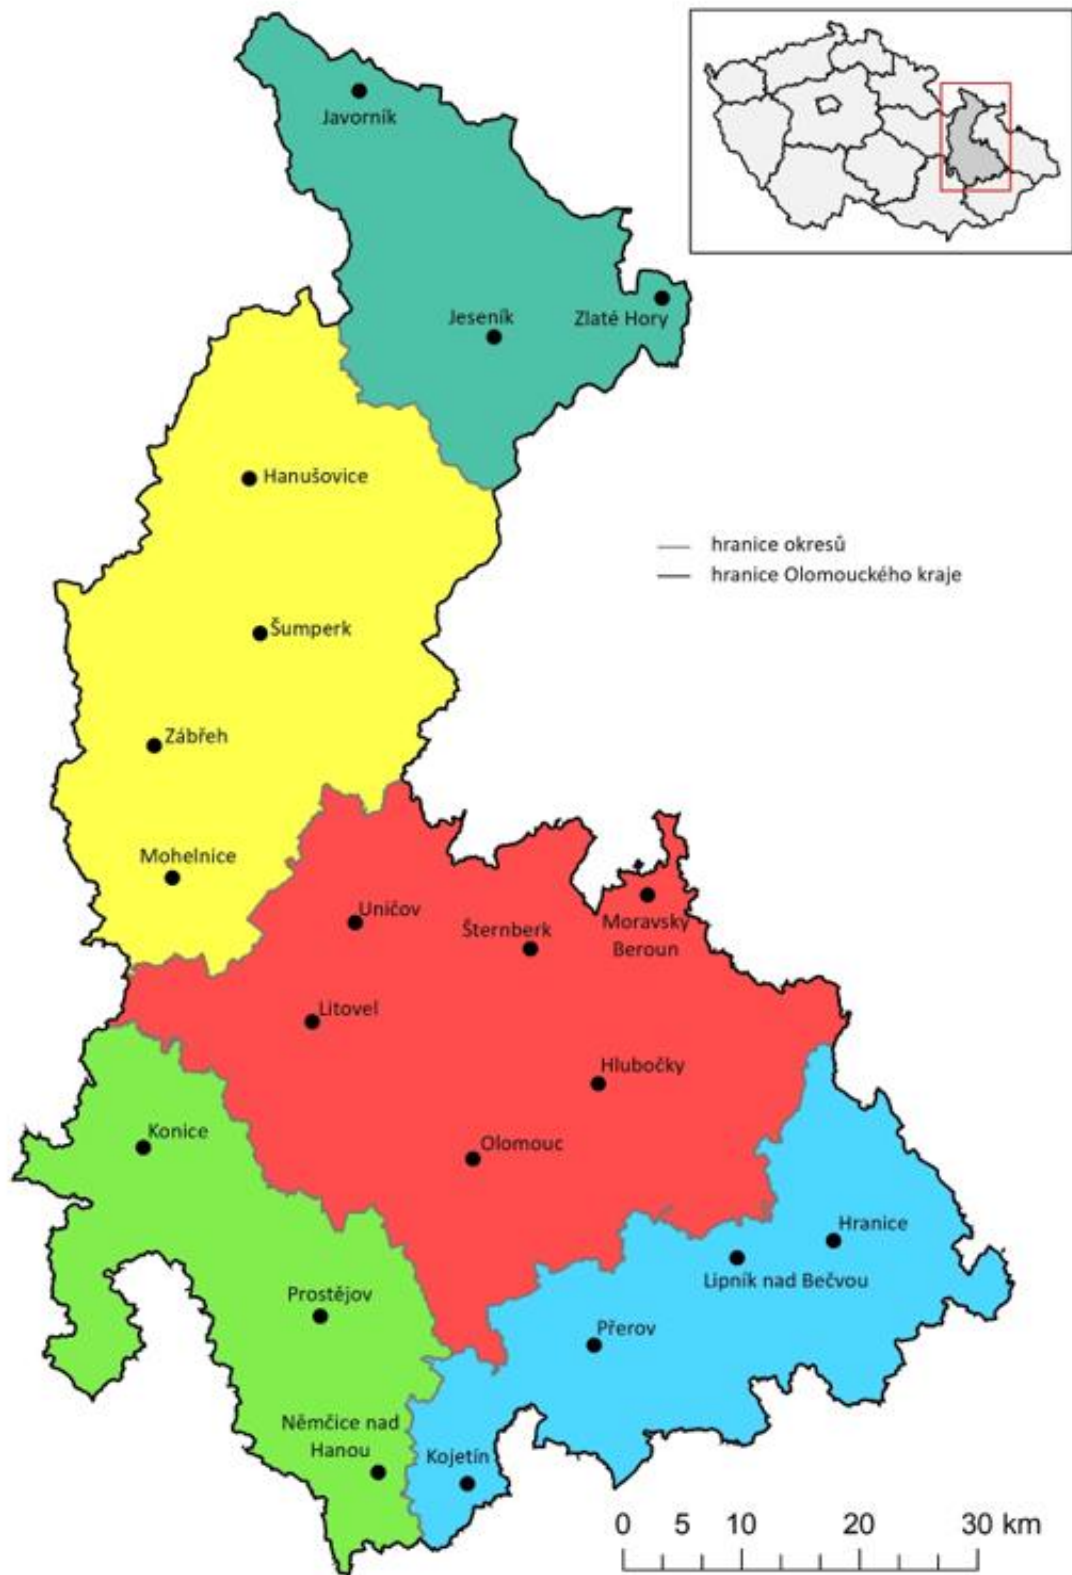 Javorník
Jeseník
Zlaté Hory
Hanušovice
hranice okresů
hranice Olomouckého kraje
Šumperk
Zábřeh
Mohelnice
Uničov
Šternberk
Moravský
Beroun
Litovel
Hlubočky
Konice
Olomouc
Hranice
Lipník nad Bečvou
Prostějov
Přerov
Němčice nad
Hanou
Kojetín
0 5 10 20 30 km